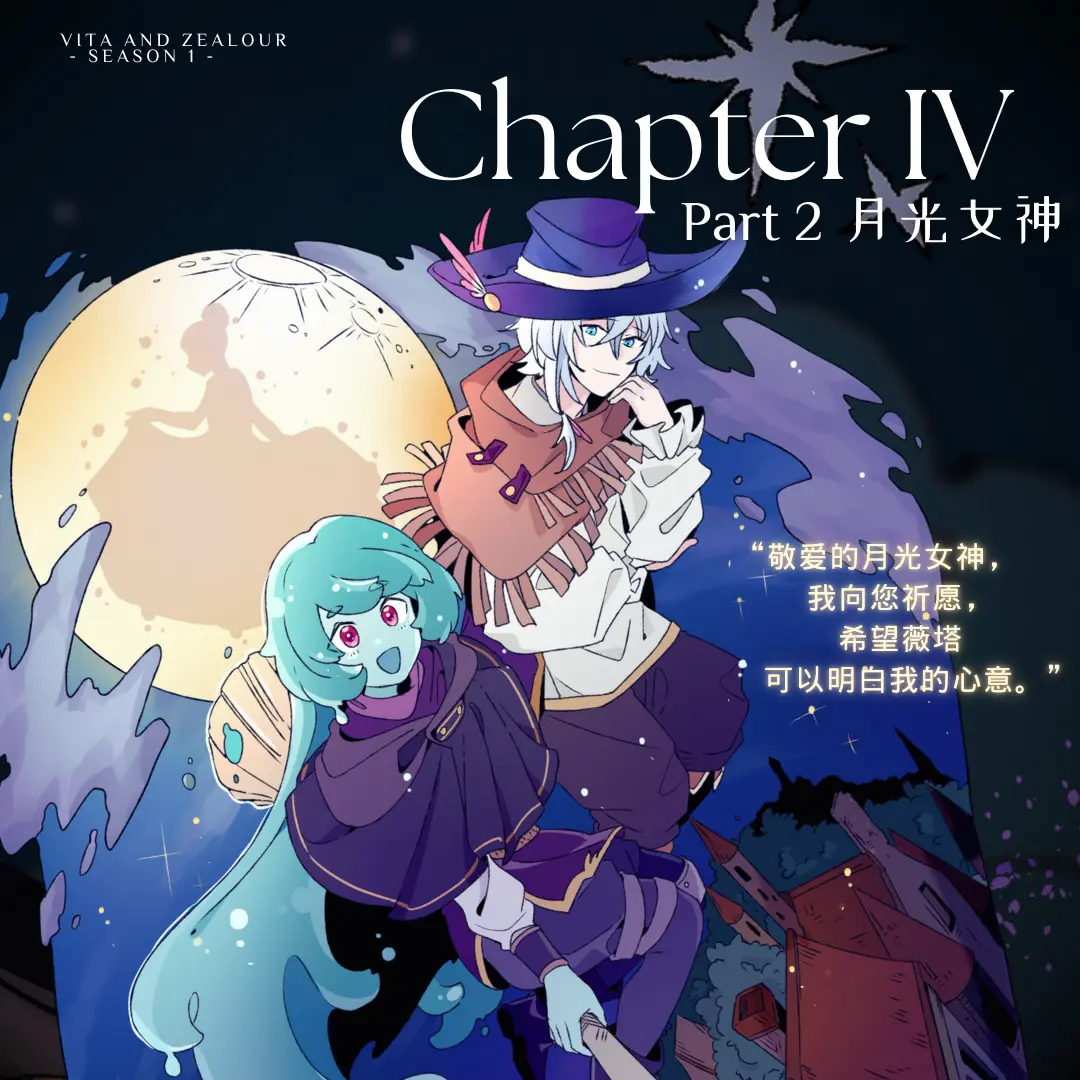 VITA AND ZEALOUR
- SEASON 1 -
Chapter IV
Part 2 月光女神
“敬爱的月光女神，
我向您祈愿，
希望薇塔
可以明白我的心意。”